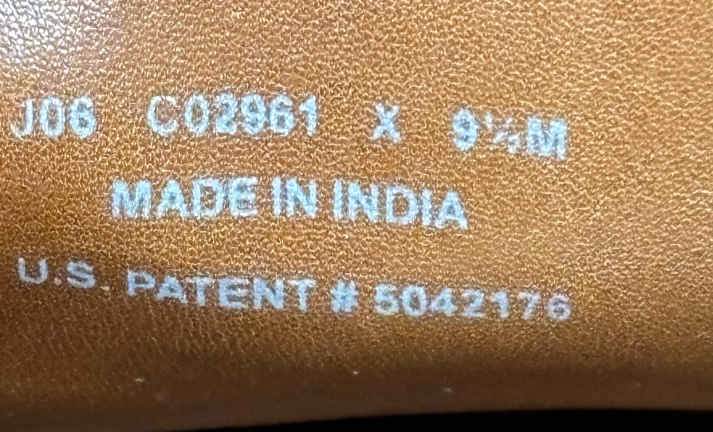 J06 C02961 X 9½M
MADE IN INDIA
U.S. PATENT # 5042176